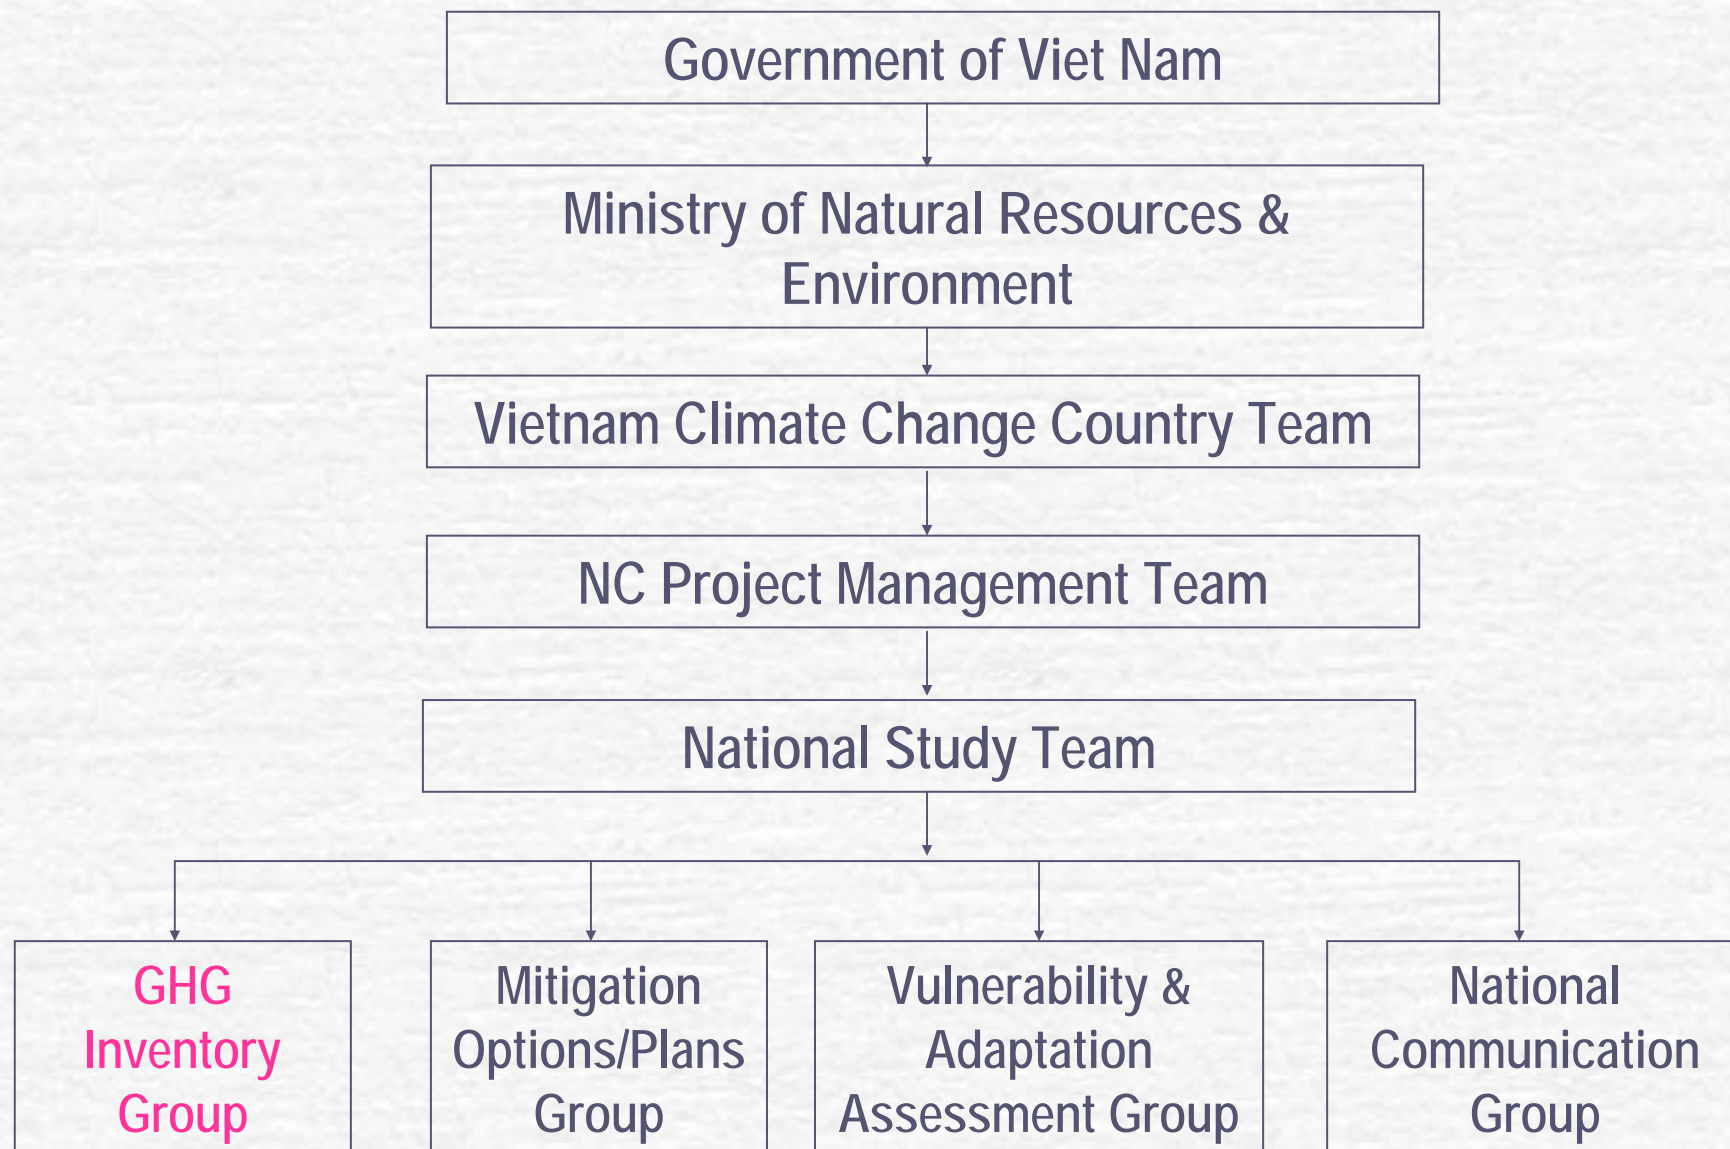 Government of Viet Nam
Ministry of Natural Resources &
Environment
Vietnam Climate Change Country Team
NC Project Management Team
National Study Team
GHG
Inventory
Group
Mitigation
Options/Plans
Group
Vulnerability &
Adaptation
Assessment Group
National
Communication
Group